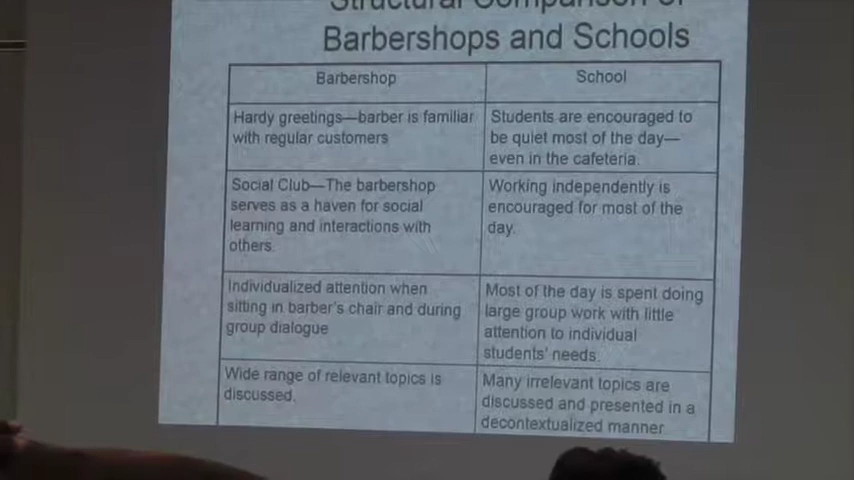 Structural Comparison of
Barbershops and Schools
Barbershop
School
Hardy greetings—barber is familiar
with regular customers
Students are encouraged to
be quiet most of the day—
even in the cafeteria.
Social Club—The barbershop
serves as a haven for social
learning and interactions with
others.
Working independently is
encouraged for most of the
day.
Individualized attention when
sitting in barber's chair and during
group dialogue
Most of the day is spent doing
large group work with little
attention to individual
students' needs.
Wide range of relevant topics is
discussed.
Many irrelevant topics are
discussed and presented in a
decontextualized manner